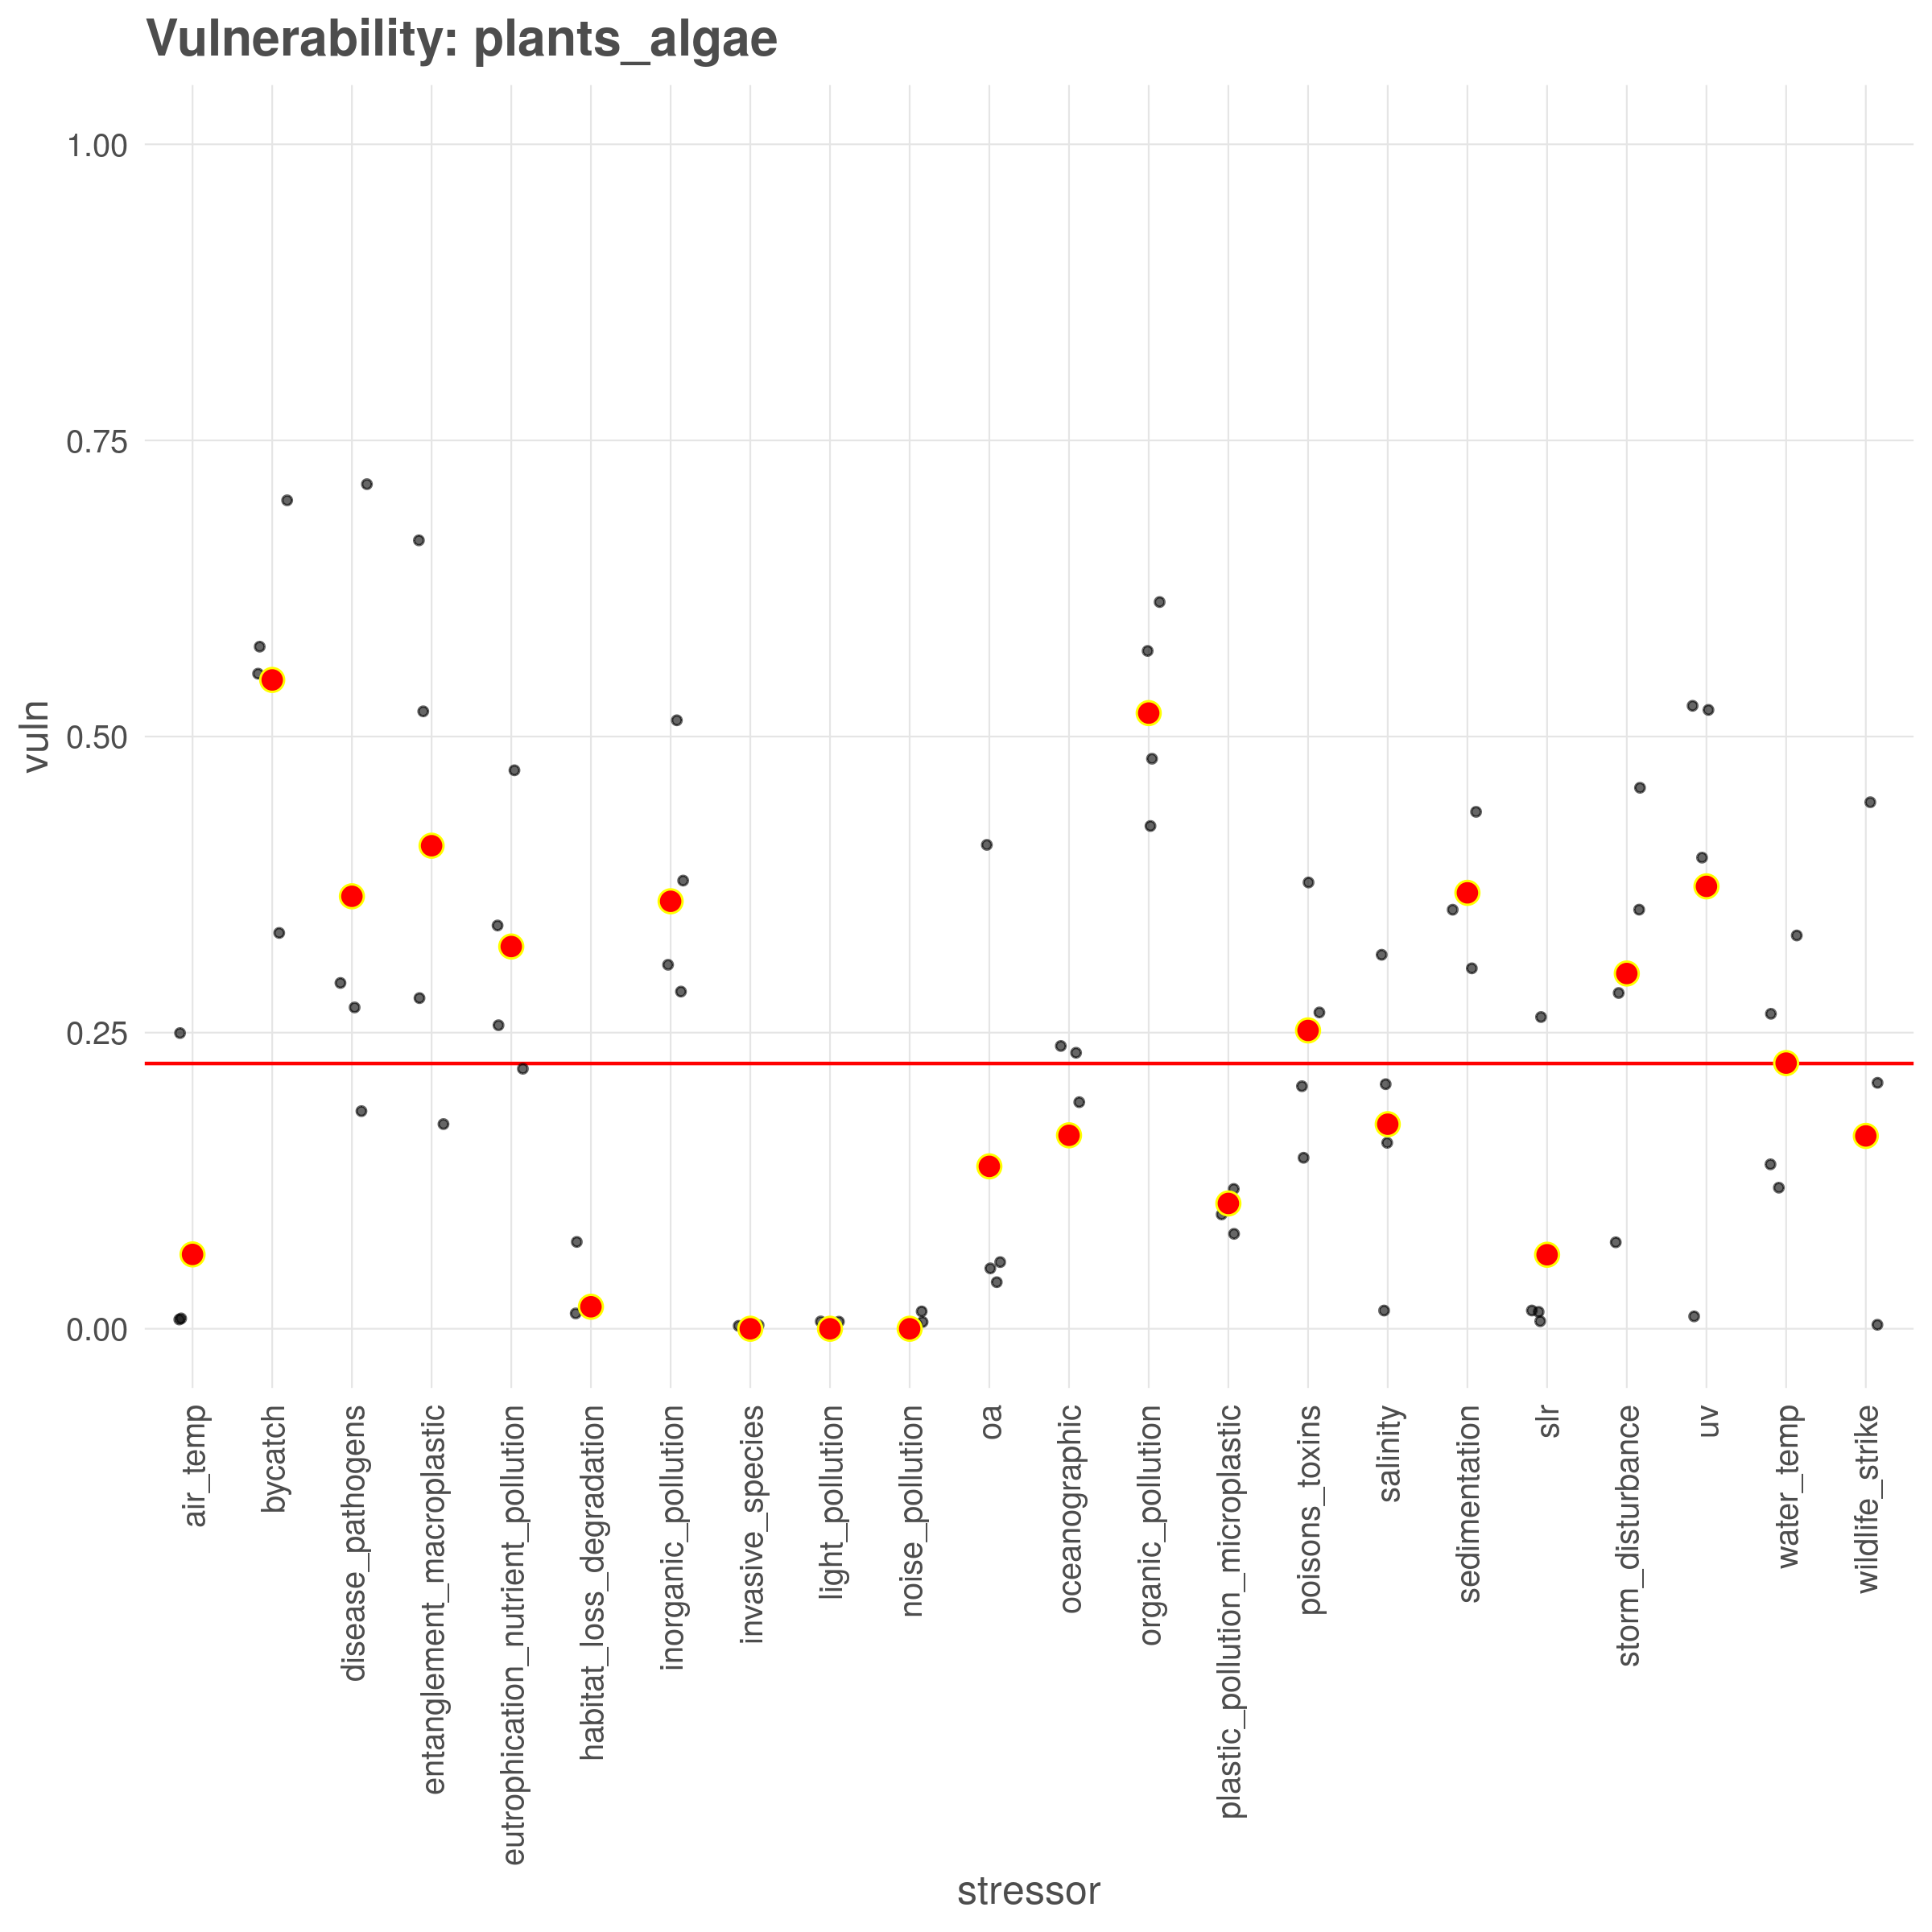 Vulnerability: plants_algae
vuln
1.00
0.75
0.50
0.25
0.00
air_temp
bycatch
disease_pathogens
entanglement_macroplastic
eutrophication_nutrient_pollution
habitat_loss_degradation
inorganic_pollution
invasive_species
light_pollution
noise_pollution
oa
oceanographic
organic_pollution
plastic_pollution_microplastic
poisons_toxins
salinity
sedimentation
slr
storm_disturbance
uv
water_temp
wildlife_strike
stressor